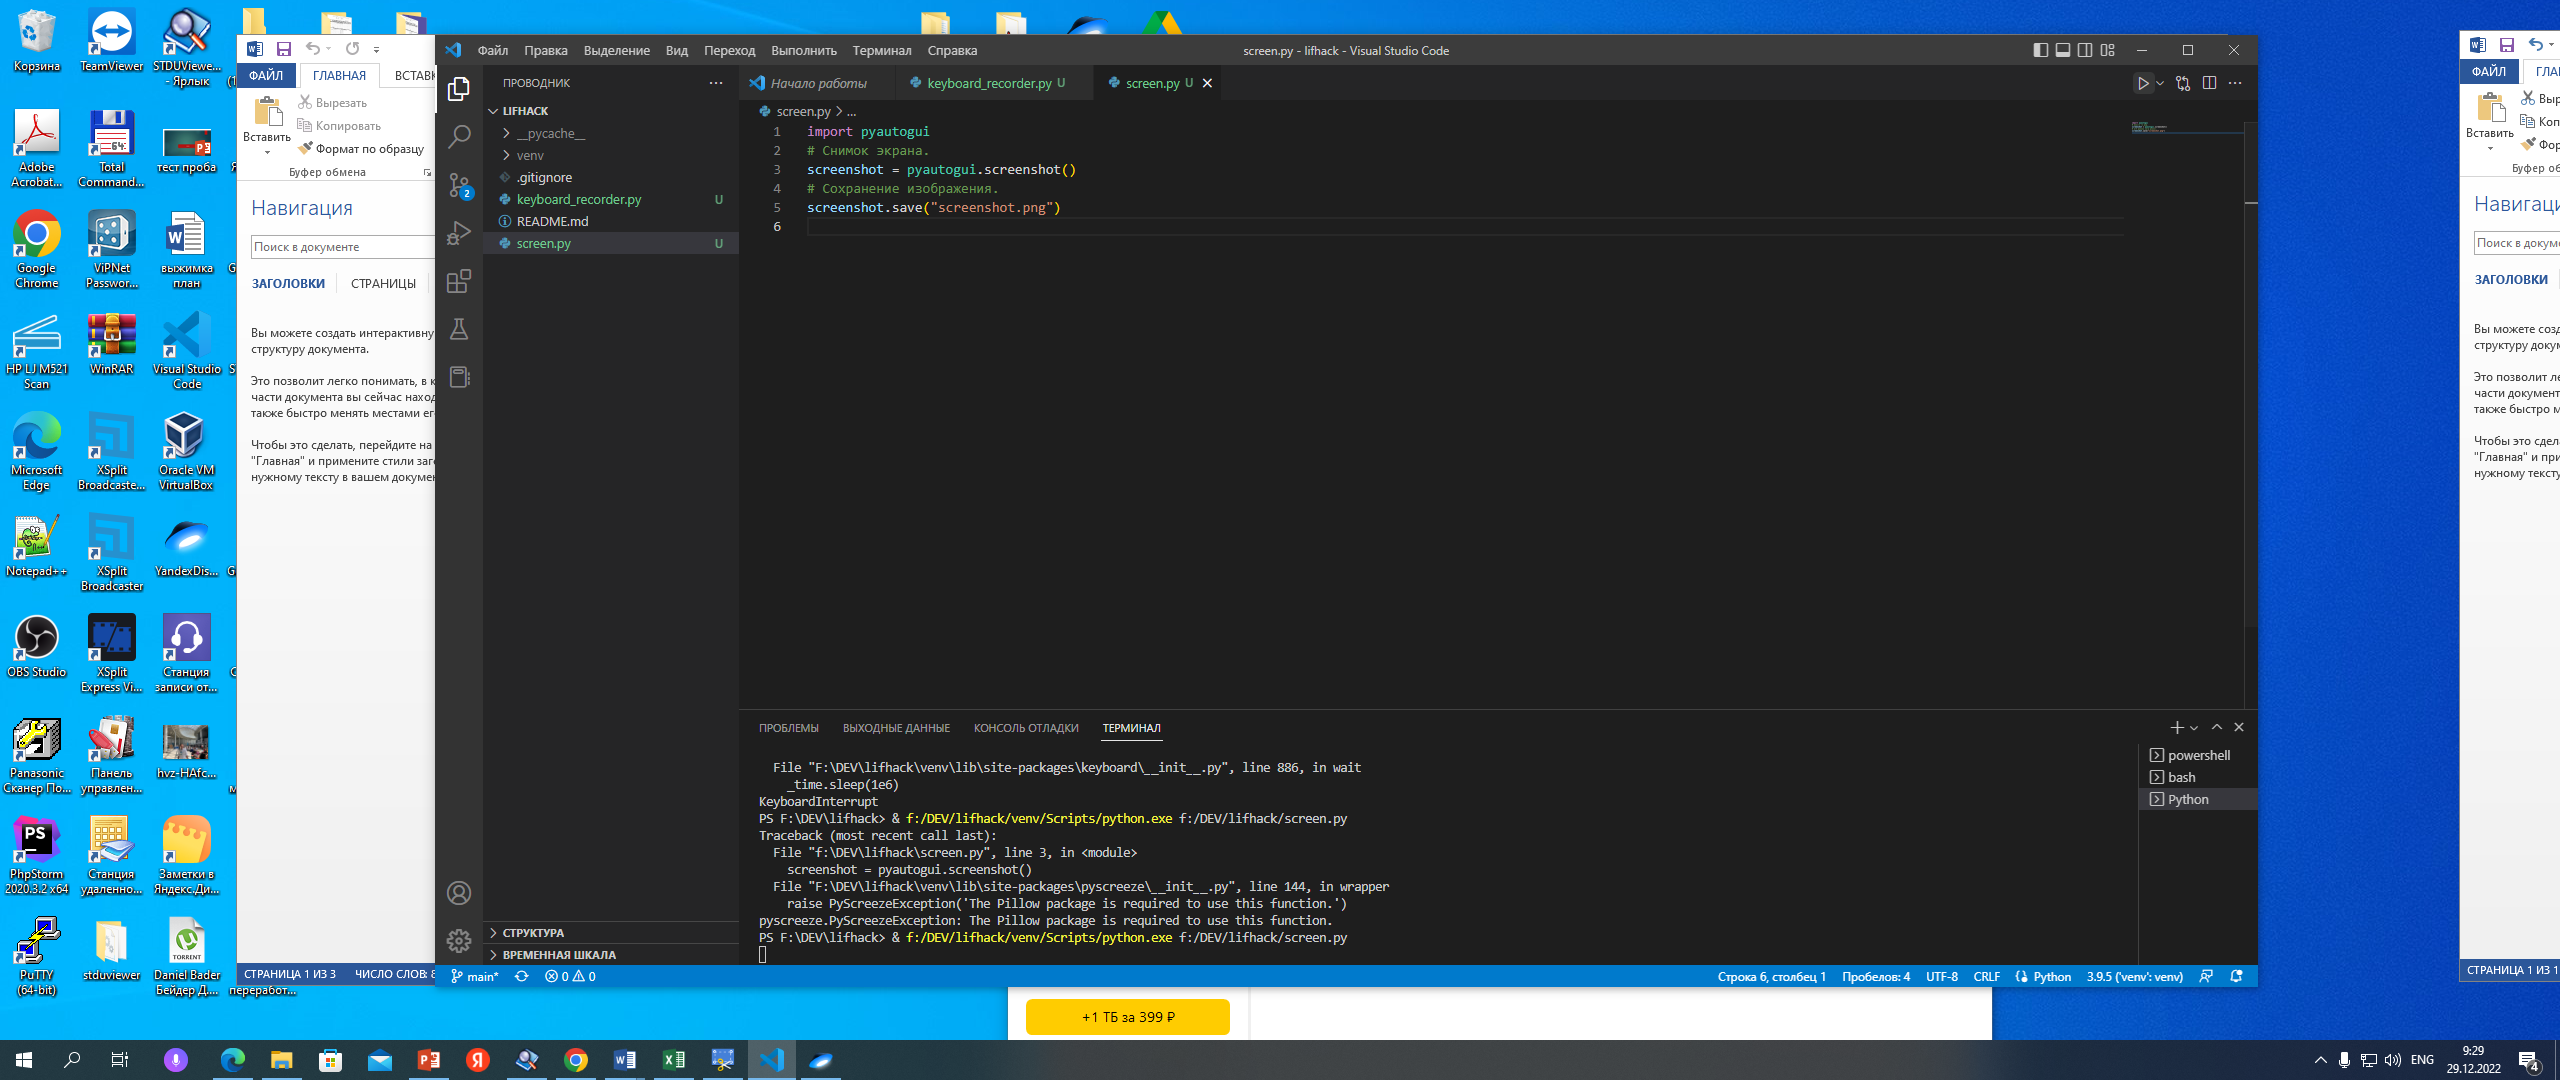 Корзина
TeamViewer
STDUViewe...
- Ярлык
Adobe
Acrobat...
Total
Command...
тест проба
Google
Chrome
ViPNet
Passwor...
выжимка
план
HP LJ M521
Scan
WinRAR
Visual Studio
Code
Microsoft
Edge
XSplit
Broadcaste...
Oracle VM
VirtualBox
Notepad++
XSplit
Broadcaster
YandexDis...
OBS Studio
XSplit
Express Vi...
Станция
записи от...
Panasonic
Сканер По...
Панель
управлен...
hvz-HAfc...
PhpStorm
2020.3.2 x64
Станция
удаленно...
Заметки в
Яндекс.Ди...
PuTTY
(64-bit)
stduviewer
Daniel Bader
Бейдер Д....
переработ...
ФАЙЛ
ГЛАВНАЯ
ВСТАВК
Вставить
Вырезать
Копировать
Формат по образцу
Буфер обмена
Навигация
Поиск в документе
ЗАГОЛОВКИ
СТРАНИЦЫ
Вы можете создать интерактивну
структуру документа.
Это позволит легко понимать, в к
части документа вы сейчас наход
также быстро менять местами ег
Чтобы это сделать, перейдите на
"Главная" и примените стили заг
нужному тексту в вашем докумен
СТРАНИЦА 1 ИЗ 3
ЧИСЛО СЛОВ: 8
Файл Правка Выделение Вид Переход Выполнить Терминал Справка
screen.py - lifhack - Visual Studio Code
ПРОВОДНИК
LIFHACK
__pycache__
venv
.gitignore
keyboard_recorder.py U
README.md
screen.py U
СТРУКТУРА
ВРЕМЕННАЯ ШКАЛА
2
Начало работы
keyboard_recorder.py U
screen.py U
screen.py > ...
1 import pyautogui
2 # Снимок экрана.
3 screenshot = pyautogui.screenshot()
4 # Сохранение изображения.
5 screenshot.save("screenshot.png")
6
ПРОБЛЕМЫ ВЫХОДНЫЕ ДАННЫЕ КОНСОЛЬ ОТЛАДКИ ТЕРМИНАЛ
File "F:\DEV\lifhack\venv\lib\site-packages\keyboard\__init__.py", line 886, in wait
_time.sleep(1e6)
KeyboardInterrupt
PS F:\DEV\lifhack> & f:/DEV/lifhack/venv/Scripts/python.exe f:/DEV/lifhack/screen.py
Traceback (most recent call last):
File "f:\DEV\lifhack\screen.py", line 3, in <module>
screenshot = pyautogui.screenshot()
File "F:\DEV\lifhack\venv\lib\site-packages\pyscreeze\__init__.py", line 144, in wrapper
raise PyScreezeException('The Pillow package is required to use this function.')
pyscreeze.PyScreezeException: The Pillow package is required to use this function.
PS F:\DEV\lifhack> & f:/DEV/lifhack/venv/Scripts/python.exe f:/DEV/lifhack/screen.py
powershell
bash
Python
main* 0 0
Строка 6, столбец 1 Пробелов: 4 UTF-8 CRLF Python 3.9.5 ('venv': venv)
+1 ТБ за 399 ₽
ФАЙЛ
ГЛА
Вставить
Выр
Коп
Фор
Буфер об
Навигаци
Поиск в докуме
ЗАГОЛОВКИ
Вы можете созд
структуру докум
Это позволит ле
части документ
также быстро м
Чтобы это сдела
"Главная" и при
нужному тексту
СТРАНИЦА 1 ИЗ 1
ENG
9:29
29.12.2022
4